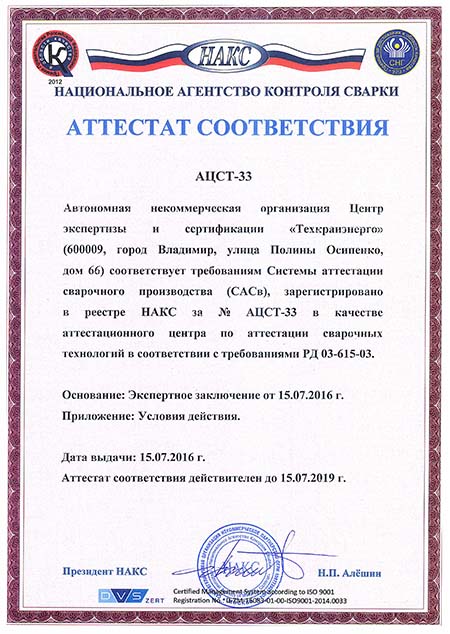 НАКС
2012
СНГ
НАЦИОНАЛЬНОЕ АГЕНТСТВО КОНТРОЛЯ СВАРКИ
АТТЕСТАТ СООТВЕТСТВИЯ
АЦСТ-33
Автономная некоммерческая организация Центр
экспертизы и сертификации «Техкранэнерго»
(600009, город Владимир, улица Полины Осипенко,
дом 66) соответствует требованиям Системы аттестации
сварочного производства (САСв), зарегистрировано
в реестре НАКС за № АЦСТ-33 в качестве
аттестационного центра по аттестации сварочных
технологий в соответствии с требованиями РД 03-615-03.
Основание: Экспертное заключение от 15.07.2016 г.
Приложение: Условия действия.
Дата выдачи: 15.07.2016 г.
Аттестат соответствия действителен до 15.07.2019 г.
Президент НАКС
НАКС
Н.П. Алёшин
DVS ZERT
Certified Management System according to ISO 9001
Registration No
01-00-ISO9001-2014.0033